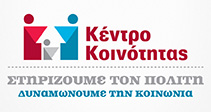 Κέντρο
Κοινότητας
ΣΤΗΡΙΖΟΥΜΕ ΤΟΝ ΠΟΛΙΤΗ
ΔΥΝΑΜΩΝΟΥΜΕ ΤΗΝ ΚΟΙΝΩΝΙΑ